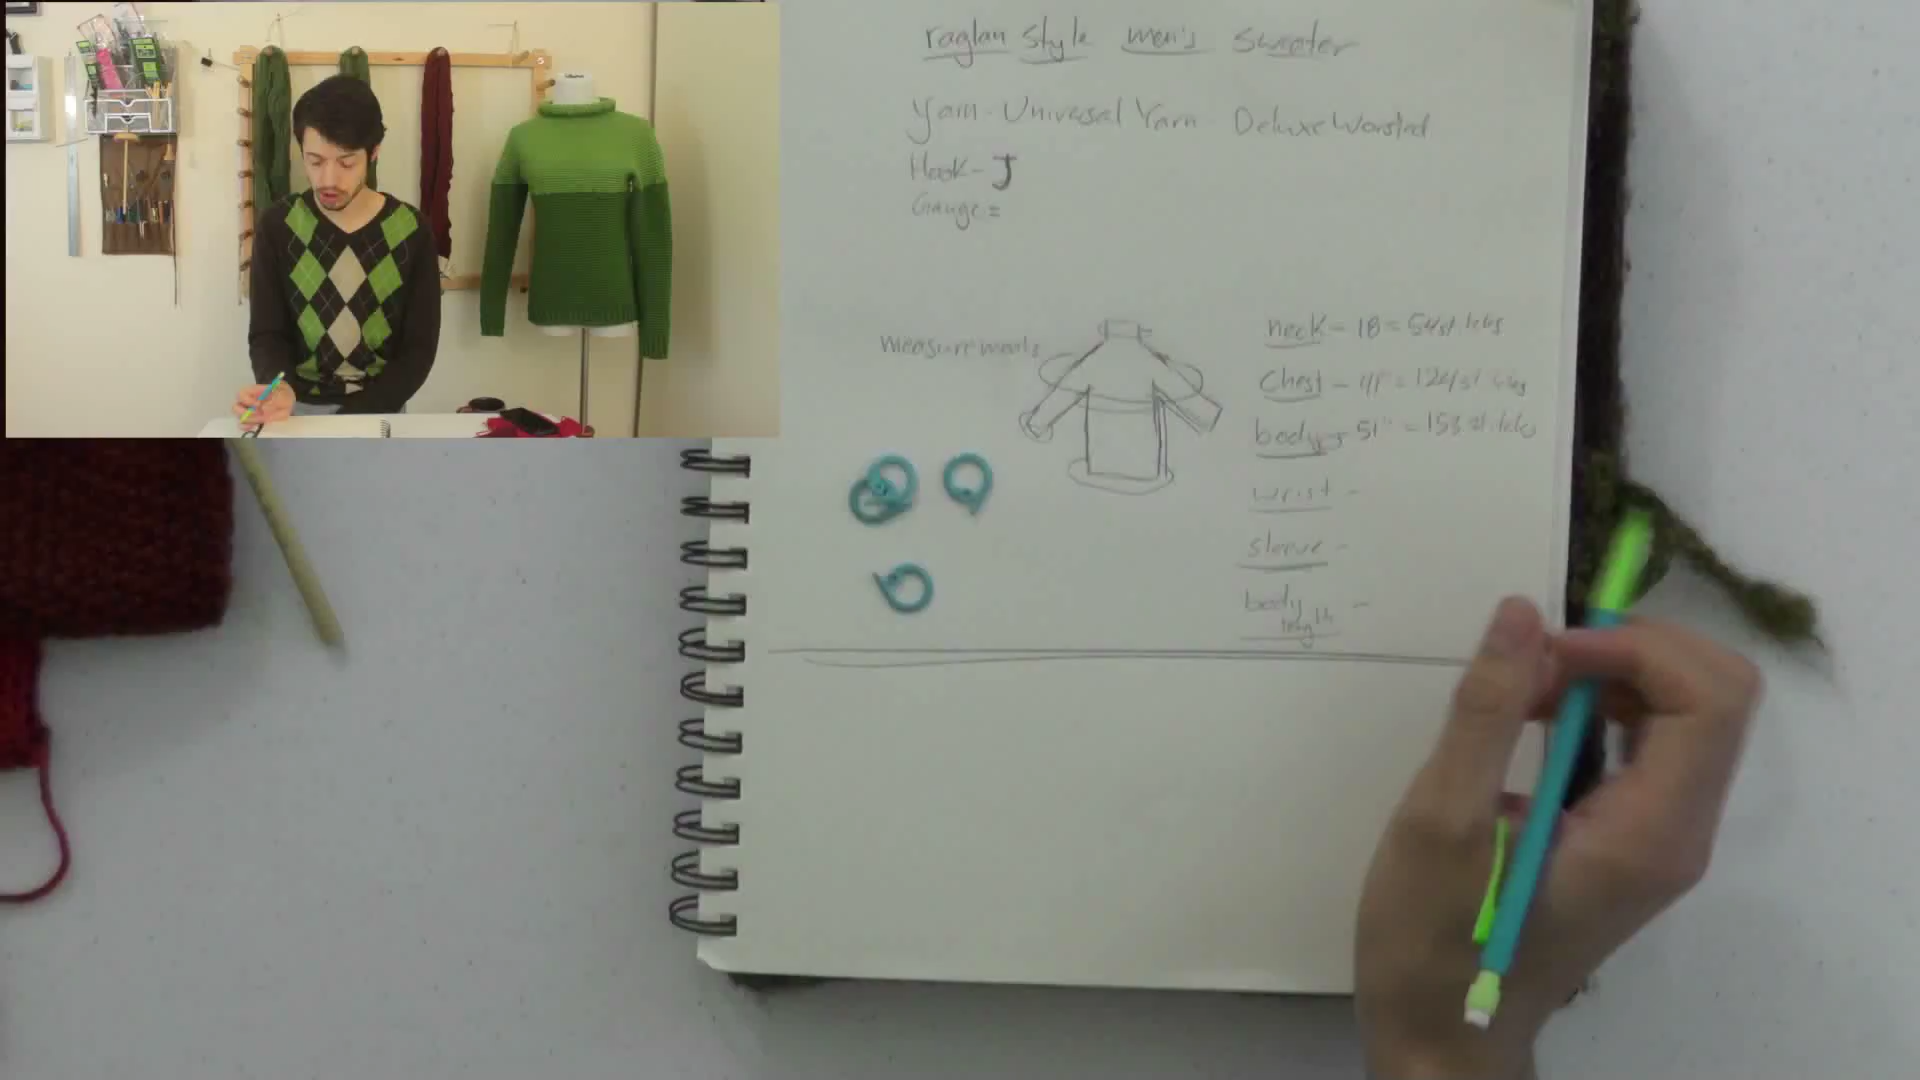 raglan style men's sweater
Yarn - Universal Yarn - Deluxe Worsted
Hook - J
Gauge =
measurements
neck - 18 = 54 st
chest - 41" = 124 st
body - 51" = 153 st
wrist -
sleeve -
body length -